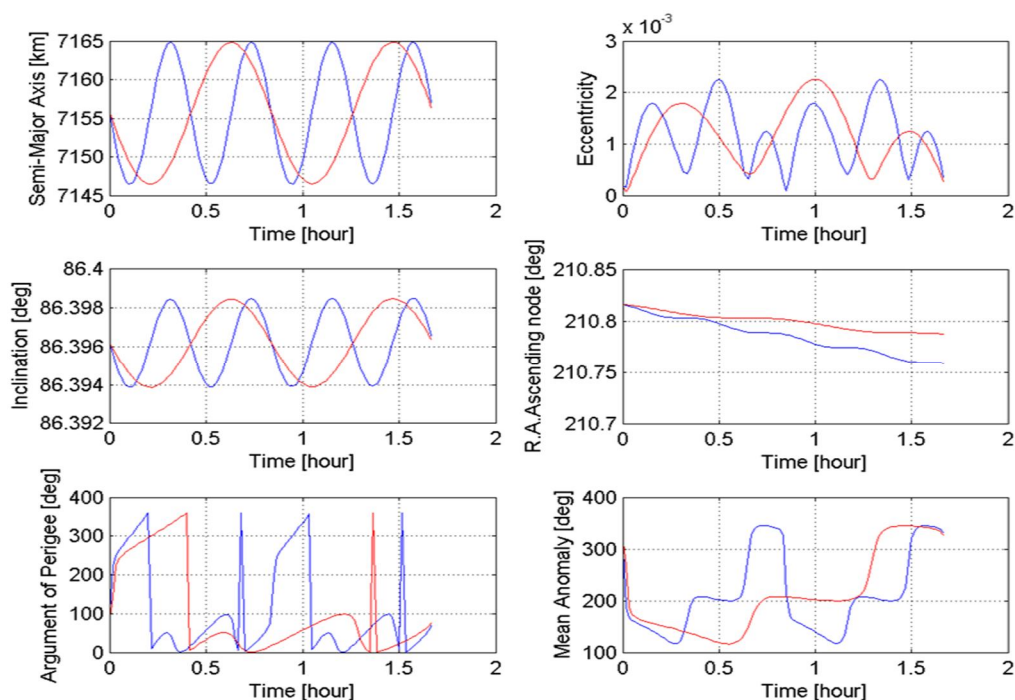 Semi-Major Axis [km]
7165
7160
7155
7150
7145
0 0.5 1 1.5 2
Time [hour]
x 10-3
Eccentricity
3
2
1
0
0 0.5 1 1.5 2
Time [hour]
Inclination [deg]
86.4
86.398
86.396
86.394
86.392
0 0.5 1 1.5 2
Time [hour]
R.A.Ascending node [deg]
210.85
210.8
210.75
210.7
0 0.5 1 1.5 2
Time [hour]
Argument of Perigee [deg]
400
300
200
100
0
0 0.5 1 1.5 2
Time [hour]
Mean Anomaly [deg]
400
300
200
100
0 0.5 1 1.5 2
Time [hour]